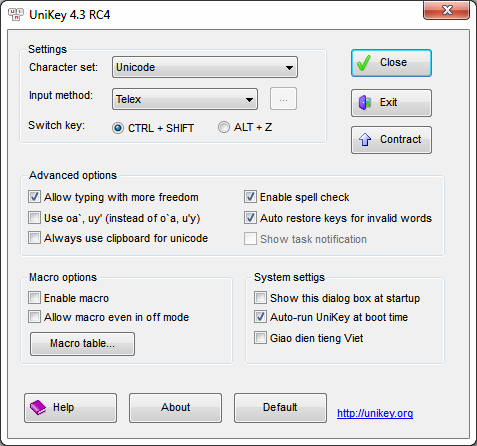 UniKey 4.3 RC4
Settings
Character set: Unicode
Close
Input method: Telex ...
Exit
Switch key: CTRL + SHIFT ALT + Z
Contract
Advanced options
Allow typing with more freedom
Enable spell check
Use oa`, uy' (instead of o`a, u'y)
Auto restore keys for invalid words
Always use clipboard for unicode
Show task notification
Macro options
Enable macro
Allow macro even in off mode
Macro table...
System settigs
Show this dialog box at startup
Auto-run UniKey at boot time
Giao dien tieng Viet
Help
About
Default
http://unikey.org